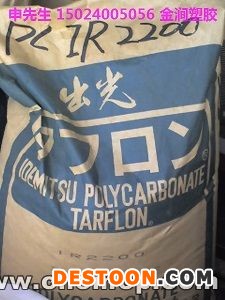 申先生 15024005056 金润塑胶
PC IR2200
出光
タフロン
IDEMITSU POLYCARBONATE
TARFLON®
IR2200
DESTOON.COM